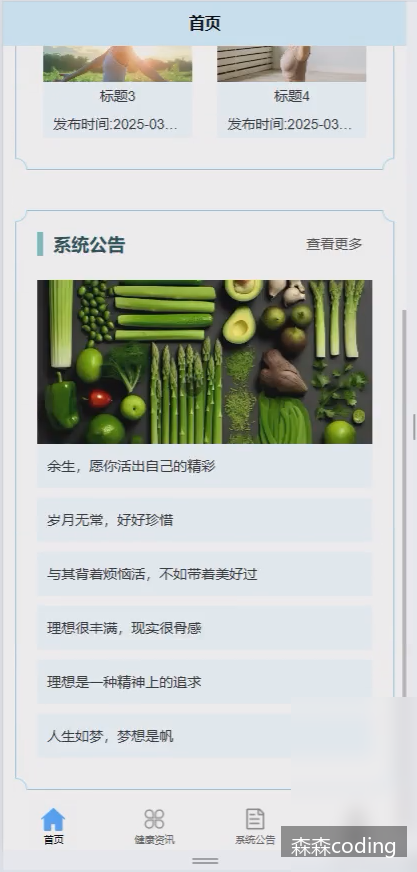 首页
标题3
标题4
发布时间:2025-03...
发布时间:2025-03...
系统公告
查看更多
余生，愿你活出自己的精彩
岁月无常，好好珍惜
与其背着烦恼活，不如带着美好过
理想很丰满，现实很骨感
理想是一种精神上的追求
人生如梦，梦想是帆
首页
健康资讯
系统公告
森森coding